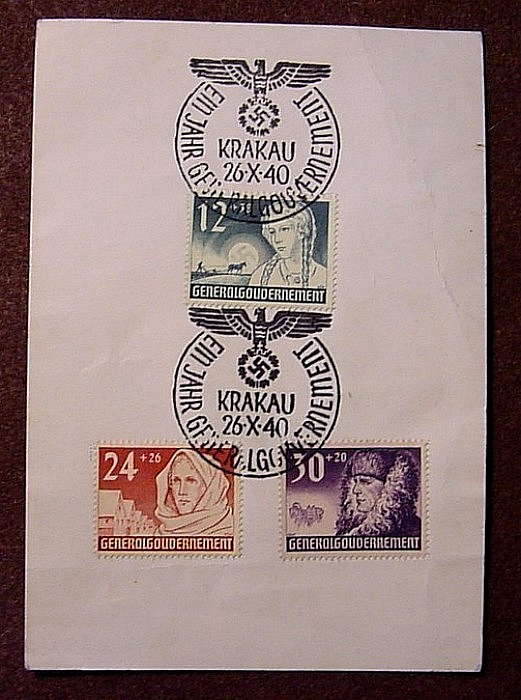 EIN JAHR GENERALGOUVERNEMENT
KRAKAU
26·X·40
12+38
GENERALGOUVERNEMENT
EIN JAHR GENERALGOUVERNEMENT
KRAKAU
26·X·40
24+26
GENERALGOUVERNEMENT
30+20
GENERALGOUVERNEMENT